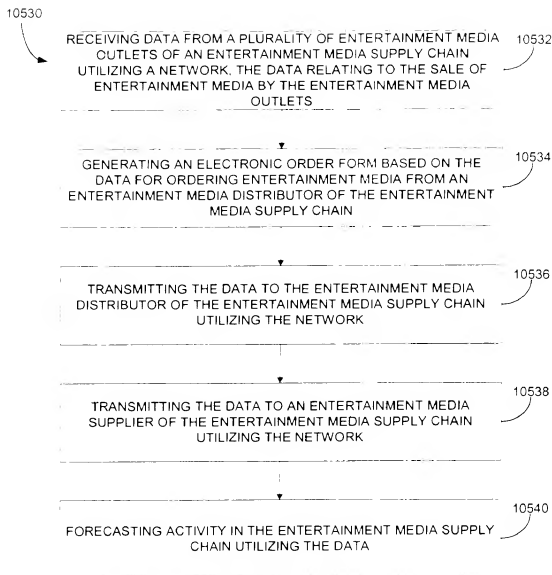 10530
RECEIVING DATA FROM A PLURALITY OF ENTERTAINMENT MEDIA
OUTLETS OF AN ENTERTAINMENT MEDIA SUPPLY CHAIN
UTILIZING A NETWORK, THE DATA RELATING TO THE SALE OF
ENTERTAINMENT MEDIA BY THE ENTERTAINMENT MEDIA
OUTLETS
10532
GENERATING AN ELECTRONIC ORDER FORM BASED ON THE
DATA FOR ORDERING ENTERTAINMENT MEDIA FROM AN
ENTERTAINMENT MEDIA DISTRIBUTOR OF THE ENTERTAINMENT
MEDIA SUPPLY CHAIN
10534
TRANSMITTING THE DATA TO THE ENTERTAINMENT MEDIA
DISTRIBUTOR OF THE ENTERTAINMENT MEDIA SUPPLY CHAIN
UTILIZING THE NETWORK
10536
TRANSMITTING THE DATA TO AN ENTERTAINMENT MEDIA
SUPPLIER OF THE ENTERTAINMENT MEDIA SUPPLY CHAIN
UTILIZING THE NETWORK
10538
FORECASTING ACTIVITY IN THE ENTERTAINMENT MEDIA SUPPLY
CHAIN UTILIZING THE DATA
10540